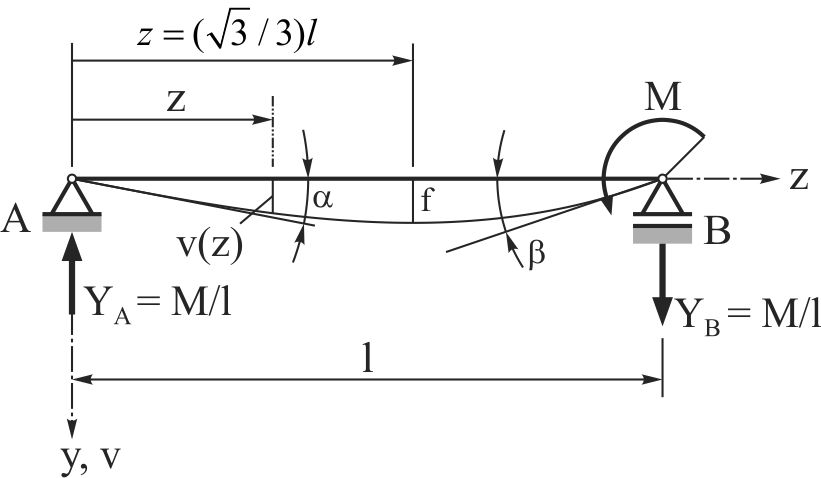 z = (√3 / 3)l
z
M
z
α
f
A
v(z)
β
B
Y_A = M/l
Y_B = M/l
l
y, v